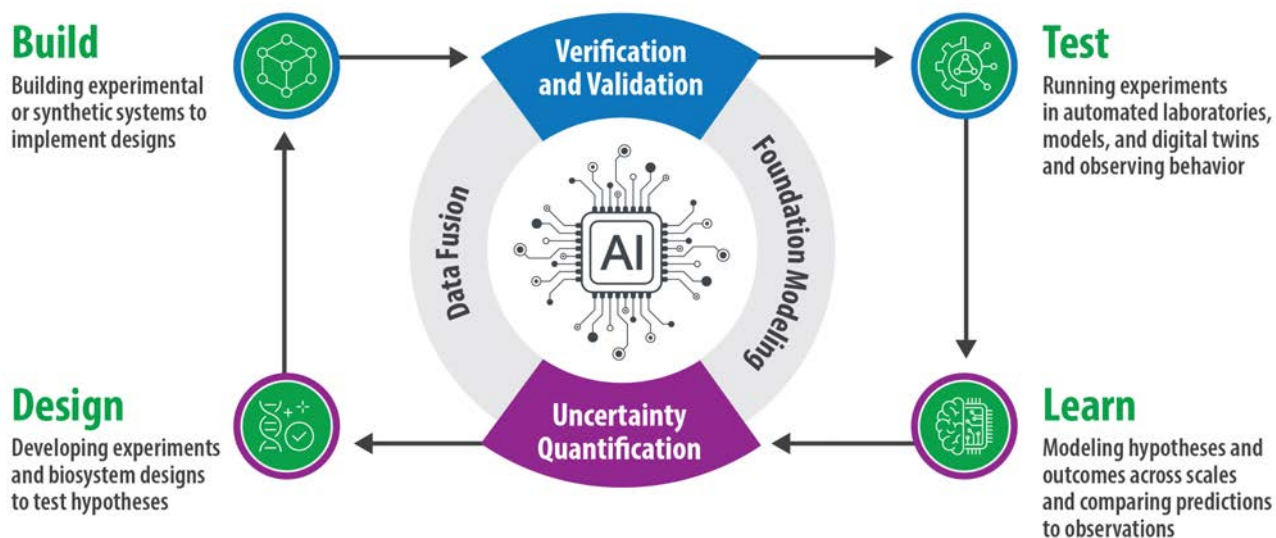 Build
Building experimental
or synthetic systems to
implement designs
Verification
and Validation
Test
Running experiments
in automated laboratories,
models, and digital twins
and observing behavior
Data Fusion
AI
Foundation Modeling
Design
Developing experiments
and biosystem designs
to test hypotheses
Uncertainty
Quantification
Learn
Modeling hypotheses and
outcomes across scales
and comparing predictions
to observations